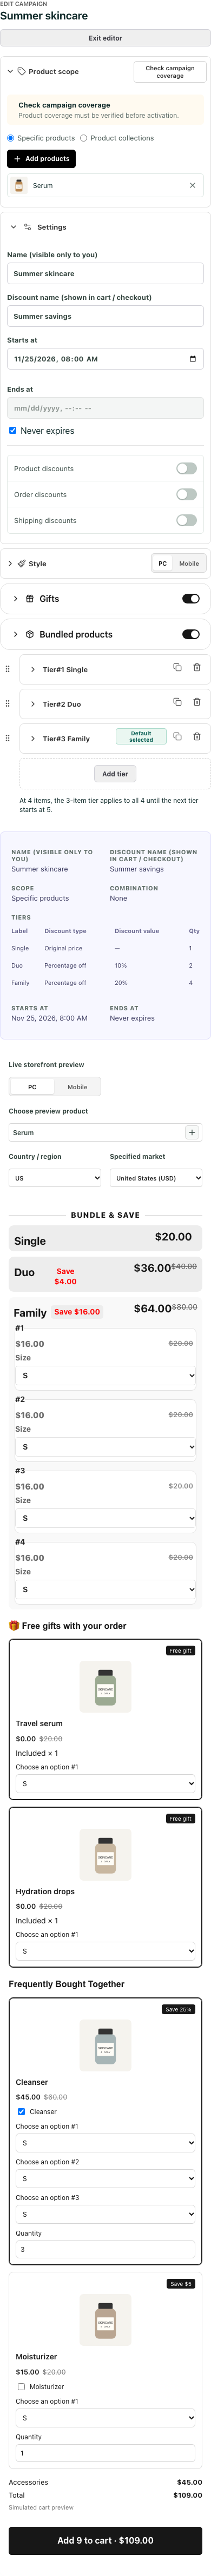 EDIT CAMPAIGN
Summer skincare
Exit editor
Product scope
Check campaign
coverage
Check campaign coverage
Product coverage must be verified before activation.
Specific products
Product collections
+ Add products
Serum
Settings
Name (visible only to you)
Summer skincare
Discount name (shown in cart / checkout)
Summer savings
Starts at
11/25/2026, 08:00 AM
Ends at
mm/dd/yyyy, --:-- --
Never expires
Product discounts
Order discounts
Shipping discounts
Style
PC
Mobile
Gifts
Bundled products
Tier#1 Single
Tier#2 Duo
Tier#3 Family
Default
selected
Add tier
At 4 items, the 3-item tier applies to all 4 until the next tier
starts at 5.
NAME (VISIBLE ONLY TO
YOU)
Summer skincare
DISCOUNT NAME (SHOWN
IN CART / CHECKOUT)
Summer savings
SCOPE
Specific products
COMBINATION
None
TIERS
Label Discount type Discount value Qty
Single Original price — 1
Duo Percentage off 10% 2
Family Percentage off 20% 4
STARTS AT
Nov 25, 2026, 8:00 AM
ENDS AT
Never expires
Live storefront preview
PC
Mobile
Choose preview product
Serum
Country / region
US
Specified market
United States (USD)
BUNDLE & SAVE
Single
$20.00
Duo
Save
$4.00
$36.00 $40.00
Family
Save $16.00
$64.00 $80.00
#1
$16.00 $20.00
Size
S
#2
$16.00 $20.00
Size
S
#3
$16.00 $20.00
Size
S
#4
$16.00 $20.00
Size
S
🎁 Free gifts with your order
Free gift
Travel serum
$0.00 $20.00
Included × 1
Choose an option #1
S
Free gift
Hydration drops
$0.00 $20.00
Included × 1
Choose an option #1
S
Frequently Bought Together
Save 25%
Cleanser
$45.00 $60.00
Cleanser
Choose an option #1
S
Choose an option #2
S
Choose an option #3
S
Quantity
3
Save $5
Moisturizer
$15.00 $20.00
Moisturizer
Choose an option #1
S
Quantity
1
Accessories $45.00
Total $109.00
Simulated cart preview
Add 9 to cart · $109.00